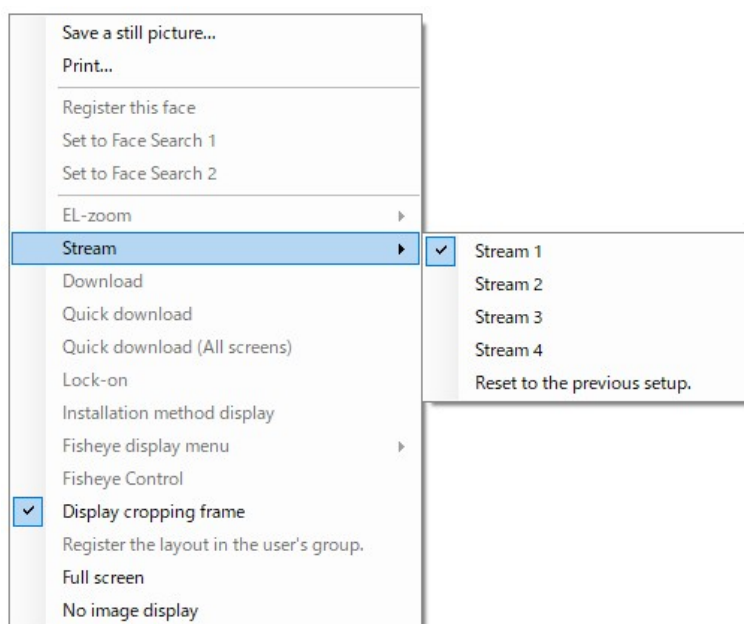 Save a still picture...
Print...
Register this face
Set to Face Search 1
Set to Face Search 2
EL-zoom
Stream
Download
Quick download
Quick download (All screens)
Lock-on
Installation method display
Fisheye display menu
Fisheye Control
Display cropping frame
Register the layout in the user's group.
Full screen
No image display
Stream 1
Stream 2
Stream 3
Stream 4
Reset to the previous setup.